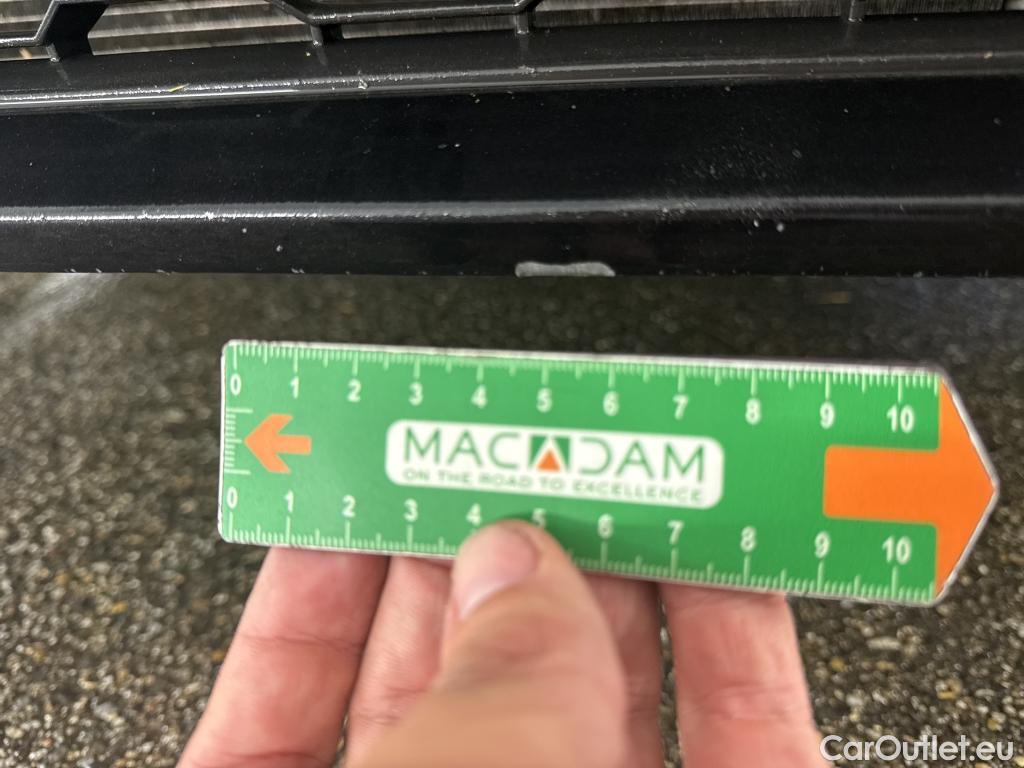 0 1 2 3 4 5 6 7 8 9 10
MACADAM
ON THE ROAD TO EXCELLENCE
0 1 2 3 4 5 6 7 8 9 10
CarOutlet.eu